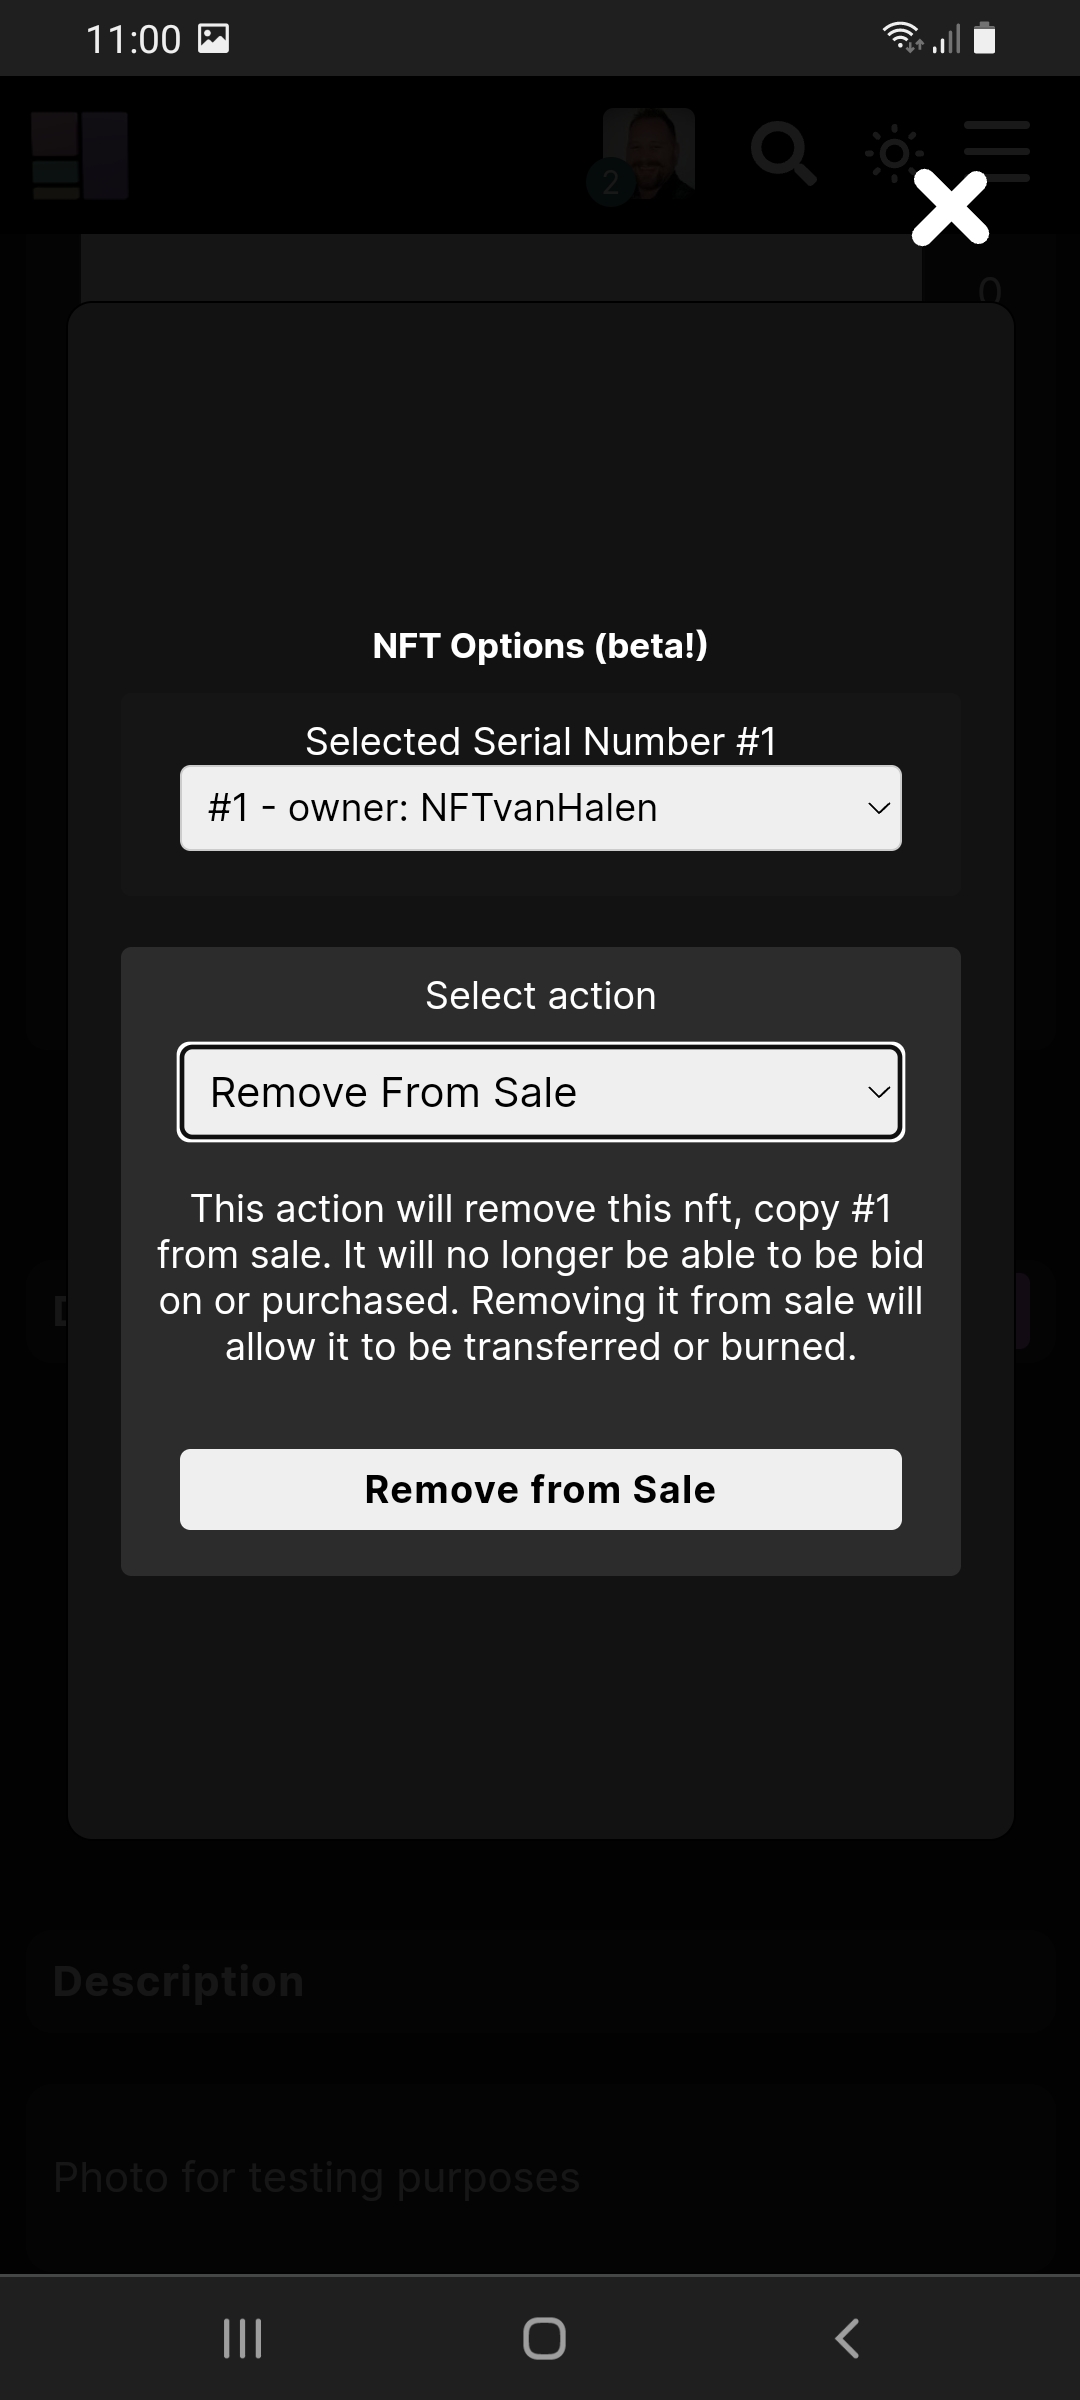 11:00
2
0
NFT Options (beta!)
Selected Serial Number #1
#1 - owner: NFTvanHalen
Select action
Remove From Sale
This action will remove this nft, copy #1
from sale. It will no longer be able to be bid
on or purchased. Removing it from sale will
allow it to be transferred or burned.
Remove from Sale
Description
Photo for testing purposes